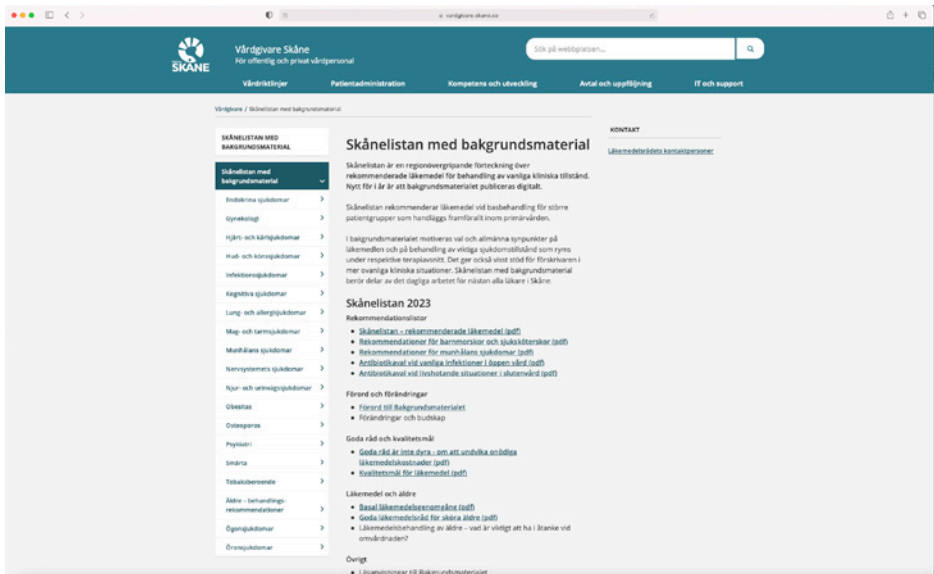 vardgivare.skane.se
SKÅNE
Vårdgivare Skåne
För offentlig och privat vårdpersonal
Sök på webbplatsen...
Vårdriktlinjer
Patientadministration
Kompetens och utveckling
Avtal och uppföljning
IT och support
Vårdgivare / Skånelistan med bakgrundsmaterial
SKÅNELISTAN MED
BAKGRUNDSMATERIAL
Skånelistan med
bakgrundsmaterial
Endokrina sjukdomar
Gynekologi
Hjärt- och kärlsjukdomar
Hud- och könssjukdomar
Infektionssjukdomar
Kognitiva sjukdomar
Lung- och allergisjukdomar
Mag- och tarmsjukdomar
Munhålans sjukdomar
Nervsystemets sjukdomar
Njur- och urinvägssjukdomar
Obesitas
Osteoporos
Psykiatri
Smärta
Tobaksberoende
Äldre – behandlings-
rekommendationer
Ögonsjukdomar
Öronsjukdomar
Skånelistan med bakgrundsmaterial
Skånelistan är en regionövergripande förteckning över
rekommenderade läkemedel för behandling av vanliga kliniska tillstånd.
Nytt för i år är att bakgrundsmaterialet publiceras digitalt.
Skånelistan rekommenderar läkemedel vid basbehandling för större
patientgrupper som handläggs framförallt inom primärvården.
I bakgrundsmaterialet motiveras val och allmänna synpunkter på
läkemedlen och på behandling av viktiga sjukdomstillstånd som ryms
under respektive terapiavsnitt. Det ger också visst stöd för förskrivaren i
mer ovanliga kliniska situationer. Skånelistan med bakgrundsmaterial
berör delar av det dagliga arbetet för nästan alla läkare i Skåne.
Skånelistan 2023
Rekommendationslistor
• Skånelistan – rekommenderade läkemedel (pdf)
• Rekommendationer för barnmorskor och sjuksköterskor (pdf)
• Rekommendationer för munhålans sjukdomar (pdf)
• Antibiotikaval vid vanliga infektioner i öppen vård (pdf)
• Antibiotikaval vid livshotande situationer i slutenvård (pdf)
Förord och förändringar
• Förord till Bakgrundsmaterialet
• Förändringar och budskap
Goda råd och kvalitetsmål
• Goda råd är inte dyra - om att undvika onödiga
läkemedelskostnader (pdf)
• Kvalitetsmål för läkemedel (pdf)
Läkemedel och äldre
• Basal läkemedelsgenomgång (pdf)
• Goda läkemedelsråd för sköra äldre (pdf)
• Läkemedelsbehandling av äldre – vad är viktigt att ha i åtanke vid
omvårdnaden?
Övrigt
• Läsanvisningar till Bakgrundsmaterialet
KONTAKT
Läkemedelsrådets kontaktpersoner